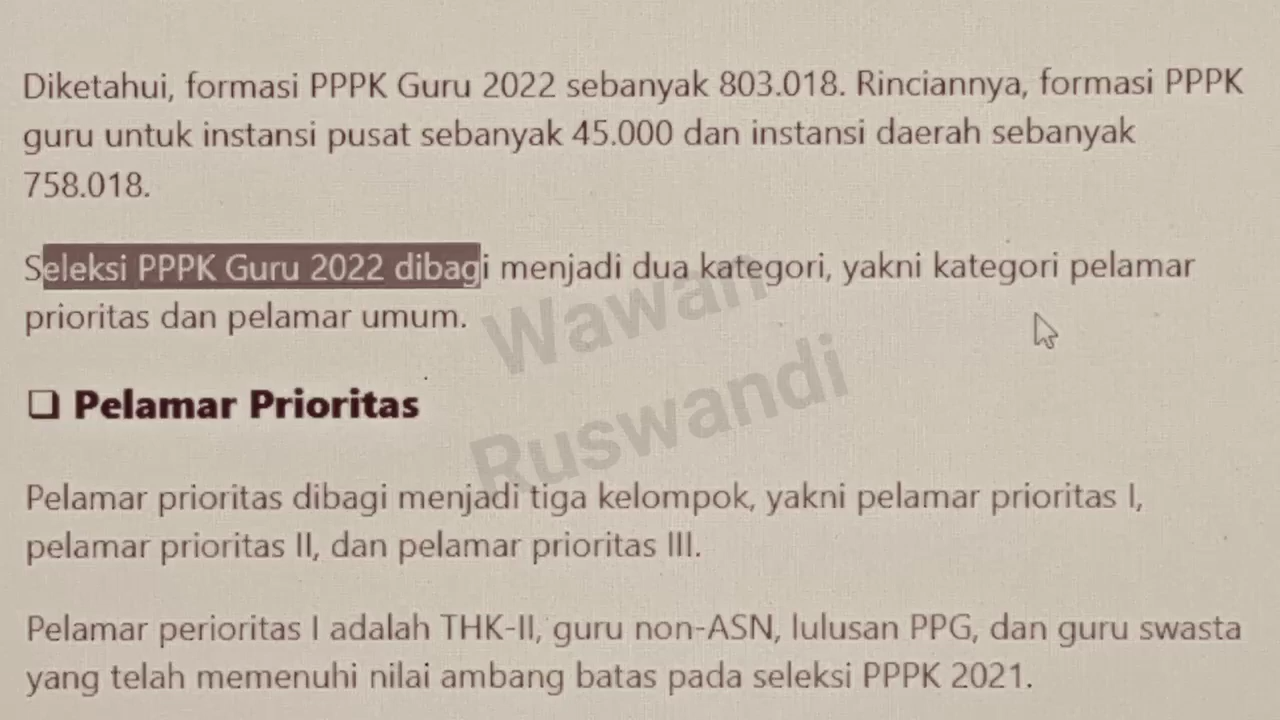 Diketahui, formasi PPPK Guru 2022 sebanyak 803.018. Rinciannya, formasi PPPK
guru untuk instansi pusat sebanyak 45.000 dan instansi daerah sebanyak
758.018.
Seleksi PPPK Guru 2022 dibagi menjadi dua kategori, yakni kategori pelamar
prioritas dan pelamar umum.
Wawan
Ruswandi
❑ Pelamar Prioritas
Pelamar prioritas dibagi menjadi tiga kelompok, yakni pelamar prioritas I,
pelamar prioritas II, dan pelamar prioritas III.
Pelamar perioritas I adalah THK-II, guru non-ASN, lulusan PPG, dan guru swasta
yang telah memenuhi nilai ambang batas pada seleksi PPPK 2021.